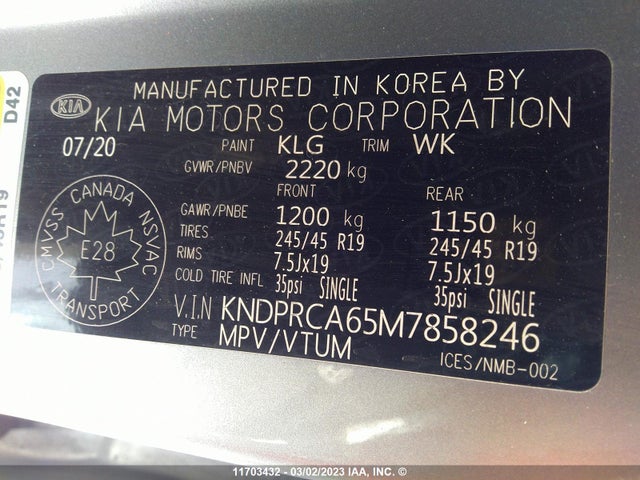 MANUFACTURED IN KOREA BY
KIA KIA MOTORS CORPORATION
07/20 PAINT KLG TRIM WK
GVWR/PNBV 2220 kg
FRONT REAR
GAWR/PNBE 1200 kg 1150 kg
TIRES 245/45 R19 245/45 R19
RIMS 7.5Jx19 7.5Jx19
COLD TIRE INFL 35psi SINGLE 35psi SINGLE
V.I.N KNDPRCA65M7858246
TYPE MPV/VTUM
ICES/NMB-002
CMVSS CANADA NSVAC
E28
TRANSPORT
D42
11703432 - 03/02/2023 IAA, INC. ©